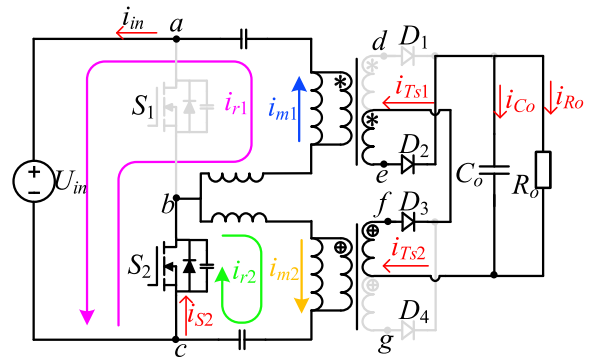 i_in a d D_1
S_1 i_r1 i_m1 * * i_Ts1 i_Co i_Ro
* D_2
U_in e C_o R_o
b f D_3
S_2 i_r2 i_m2 ⊕ ⊕ i_Ts2
i_S2 ⊕ D_4
c g